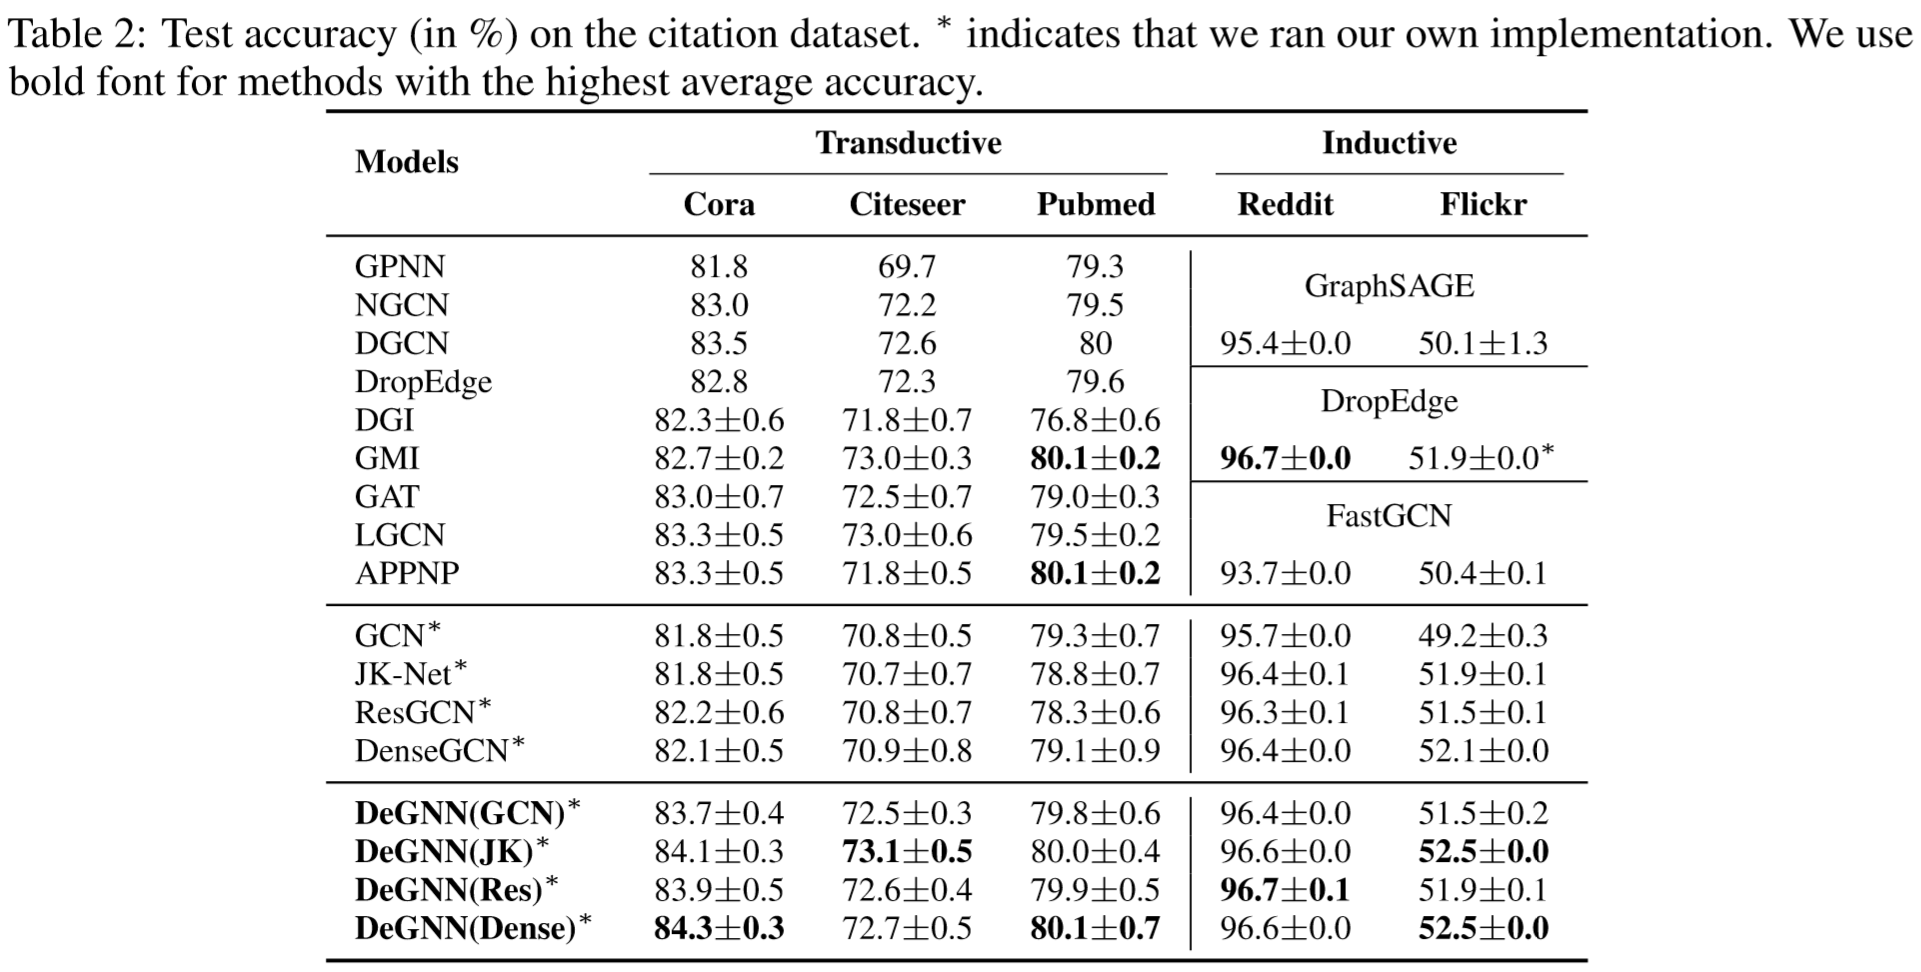 Table 2: Test accuracy (in %) on the citation dataset. * indicates that we ran our own implementation. We use
bold font for methods with the highest average accuracy.
Models Transductive Inductive
Cora Citeseer Pubmed Reddit Flickr
GPNN 81.8 69.7 79.3
GraphSAGE
NGCN 83.0 72.2 79.5
DGCN 83.5 72.6 80 95.4±0.0 50.1±1.3
DropEdge 82.8 72.3 79.6
DropEdge
DGI 82.3±0.6 71.8±0.7 76.8±0.6
GMI 82.7±0.2 73.0±0.3 80.1±0.2 96.7±0.0 51.9±0.0*
GAT 83.0±0.7 72.5±0.7 79.0±0.3
FastGCN
LGCN 83.3±0.5 73.0±0.6 79.5±0.2
APPNP 83.3±0.5 71.8±0.5 80.1±0.2 93.7±0.0 50.4±0.1
GCN* 81.8±0.5 70.8±0.5 79.3±0.7 95.7±0.0 49.2±0.3
JK-Net* 81.8±0.5 70.7±0.7 78.8±0.7 96.4±0.1 51.9±0.1
ResGCN* 82.2±0.6 70.8±0.7 78.3±0.6 96.3±0.1 51.5±0.1
DenseGCN* 82.1±0.5 70.9±0.8 79.1±0.9 96.4±0.0 52.1±0.0
DeGNN(GCN)* 83.7±0.4 72.5±0.3 79.8±0.6 96.4±0.0 51.5±0.2
DeGNN(JK)* 84.1±0.3 73.1±0.5 80.0±0.4 96.6±0.0 52.5±0.0
DeGNN(Res)* 83.9±0.5 72.6±0.4 79.9±0.5 96.7±0.1 51.9±0.1
DeGNN(Dense)* 84.3±0.3 72.7±0.5 80.1±0.7 96.6±0.0 52.5±0.0